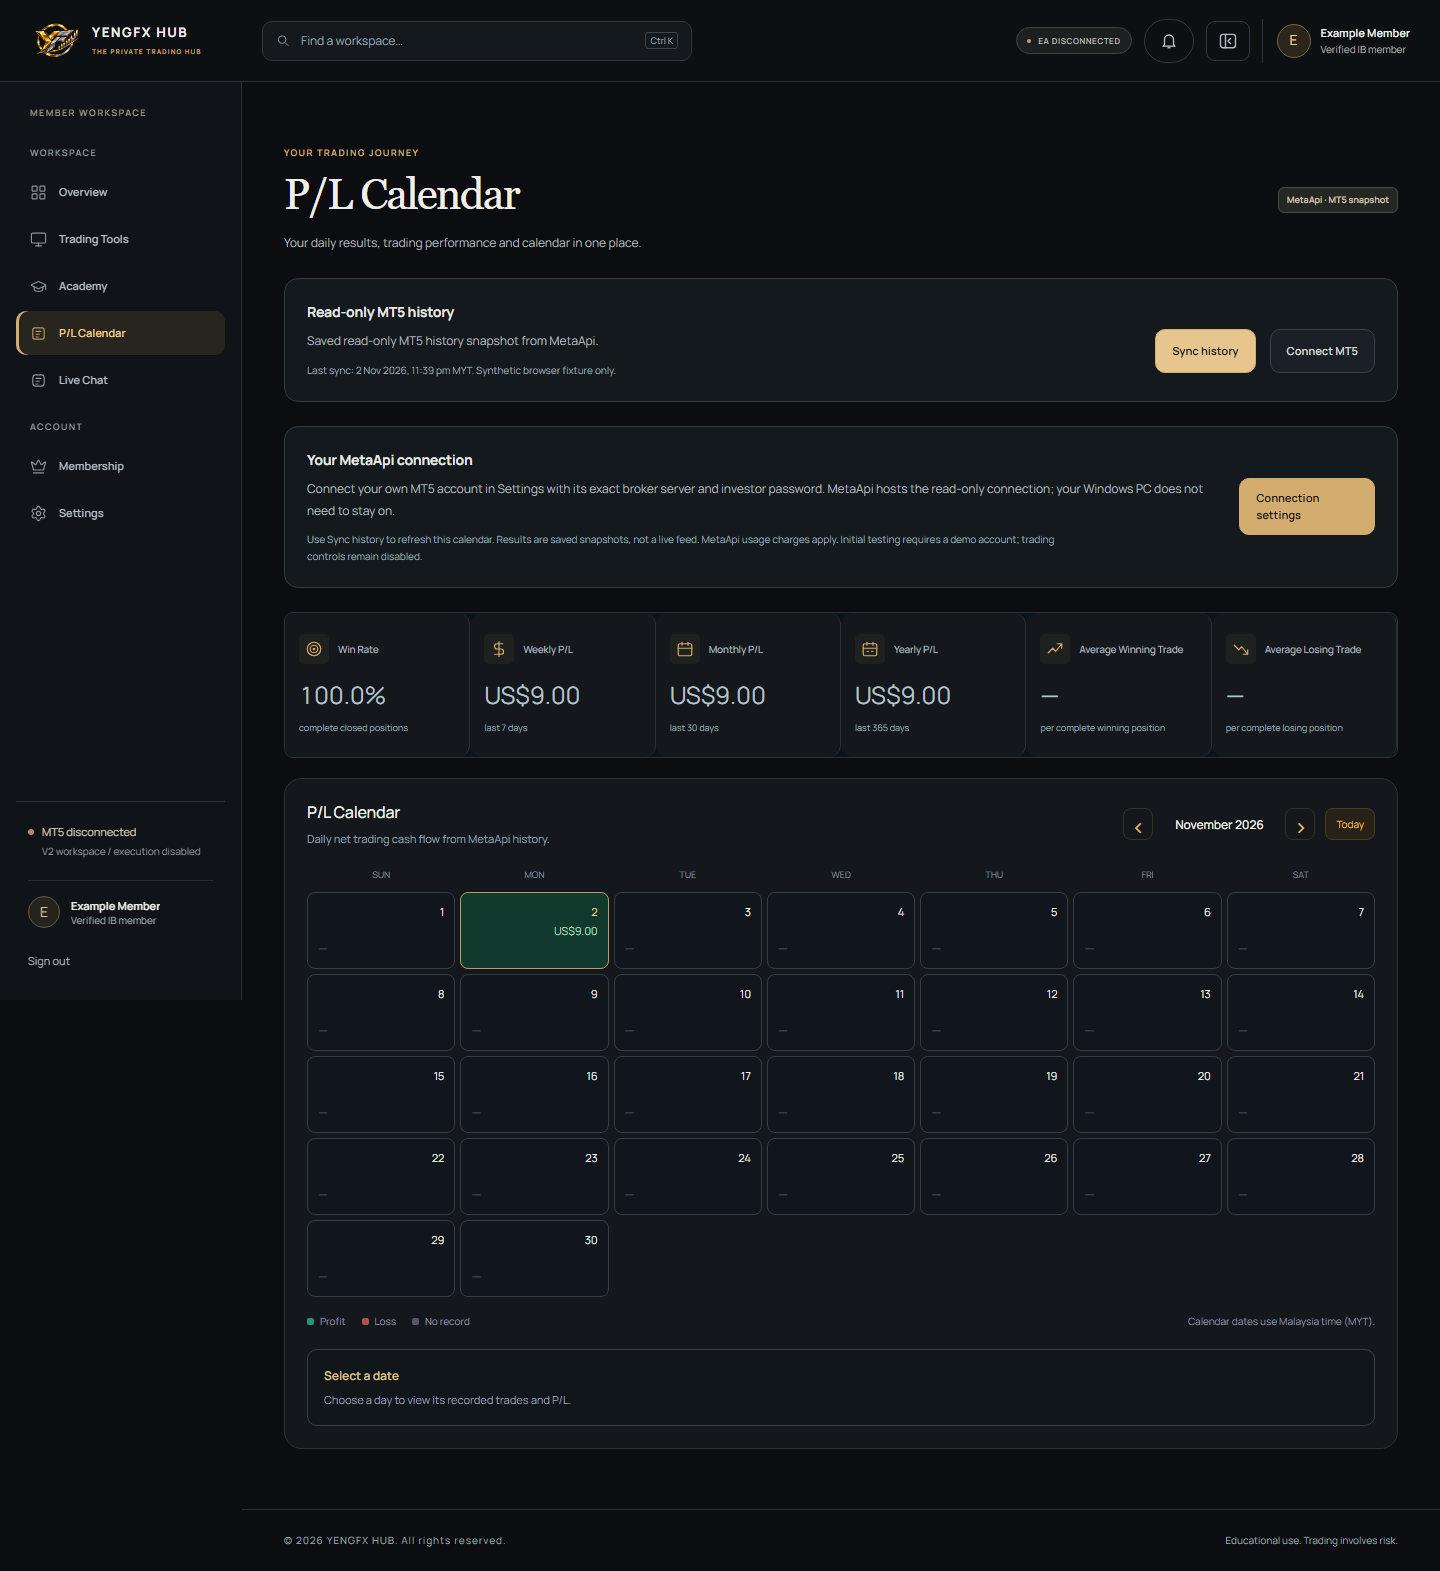 YENGFX HUB
THE PRIVATE TRADING HUB
Find a workspace...
Ctrl K
EA DISCONNECTED
E
Example Member
Verified IB member
MEMBER WORKSPACE
WORKSPACE
Overview
Trading Tools
Academy
P/L Calendar
Live Chat
ACCOUNT
Membership
Settings
MT5 disconnected
V2 workspace / execution disabled
E
Example Member
Verified IB member
Sign out
YOUR TRADING JOURNEY
P/L Calendar
MetaApi · MT5 snapshot
Your daily results, trading performance and calendar in one place.
Read-only MT5 history
Saved read-only MT5 history snapshot from MetaApi.
Last sync: 2 Nov 2026, 11:39 pm MYT. Synthetic browser fixture only.
Sync history
Connect MT5
Your MetaApi connection
Connect your own MT5 account in Settings with its exact broker server and investor password. MetaApi hosts the read-only connection; your Windows PC does not
need to stay on.
Use Sync history to refresh this calendar. Results are saved snapshots, not a live feed. MetaApi usage charges apply. Initial testing requires a demo account; trading
controls remain disabled.
Connection
settings
Win Rate
100.0%
complete closed positions
Weekly P/L
US$9.00
last 7 days
Monthly P/L
US$9.00
last 30 days
Yearly P/L
US$9.00
last 365 days
Average Winning Trade
—
per complete winning position
Average Losing Trade
—
per complete losing position
P/L Calendar
Daily net trading cash flow from MetaApi history.
November 2026
Today
SUN MON TUE WED THU FRI SAT
1 2 3 4 5 6 7
— US$9.00 — — — — —
8 9 10 11 12 13 14
— — — — — — —
15 16 17 18 19 20 21
— — — — — — —
22 23 24 25 26 27 28
— — — — — — —
29 30
— —
Profit Loss No record
Calendar dates use Malaysia time (MYT).
Select a date
Choose a day to view its recorded trades and P/L.
© 2026 YENGFX HUB. All rights reserved.
Educational use. Trading involves risk.